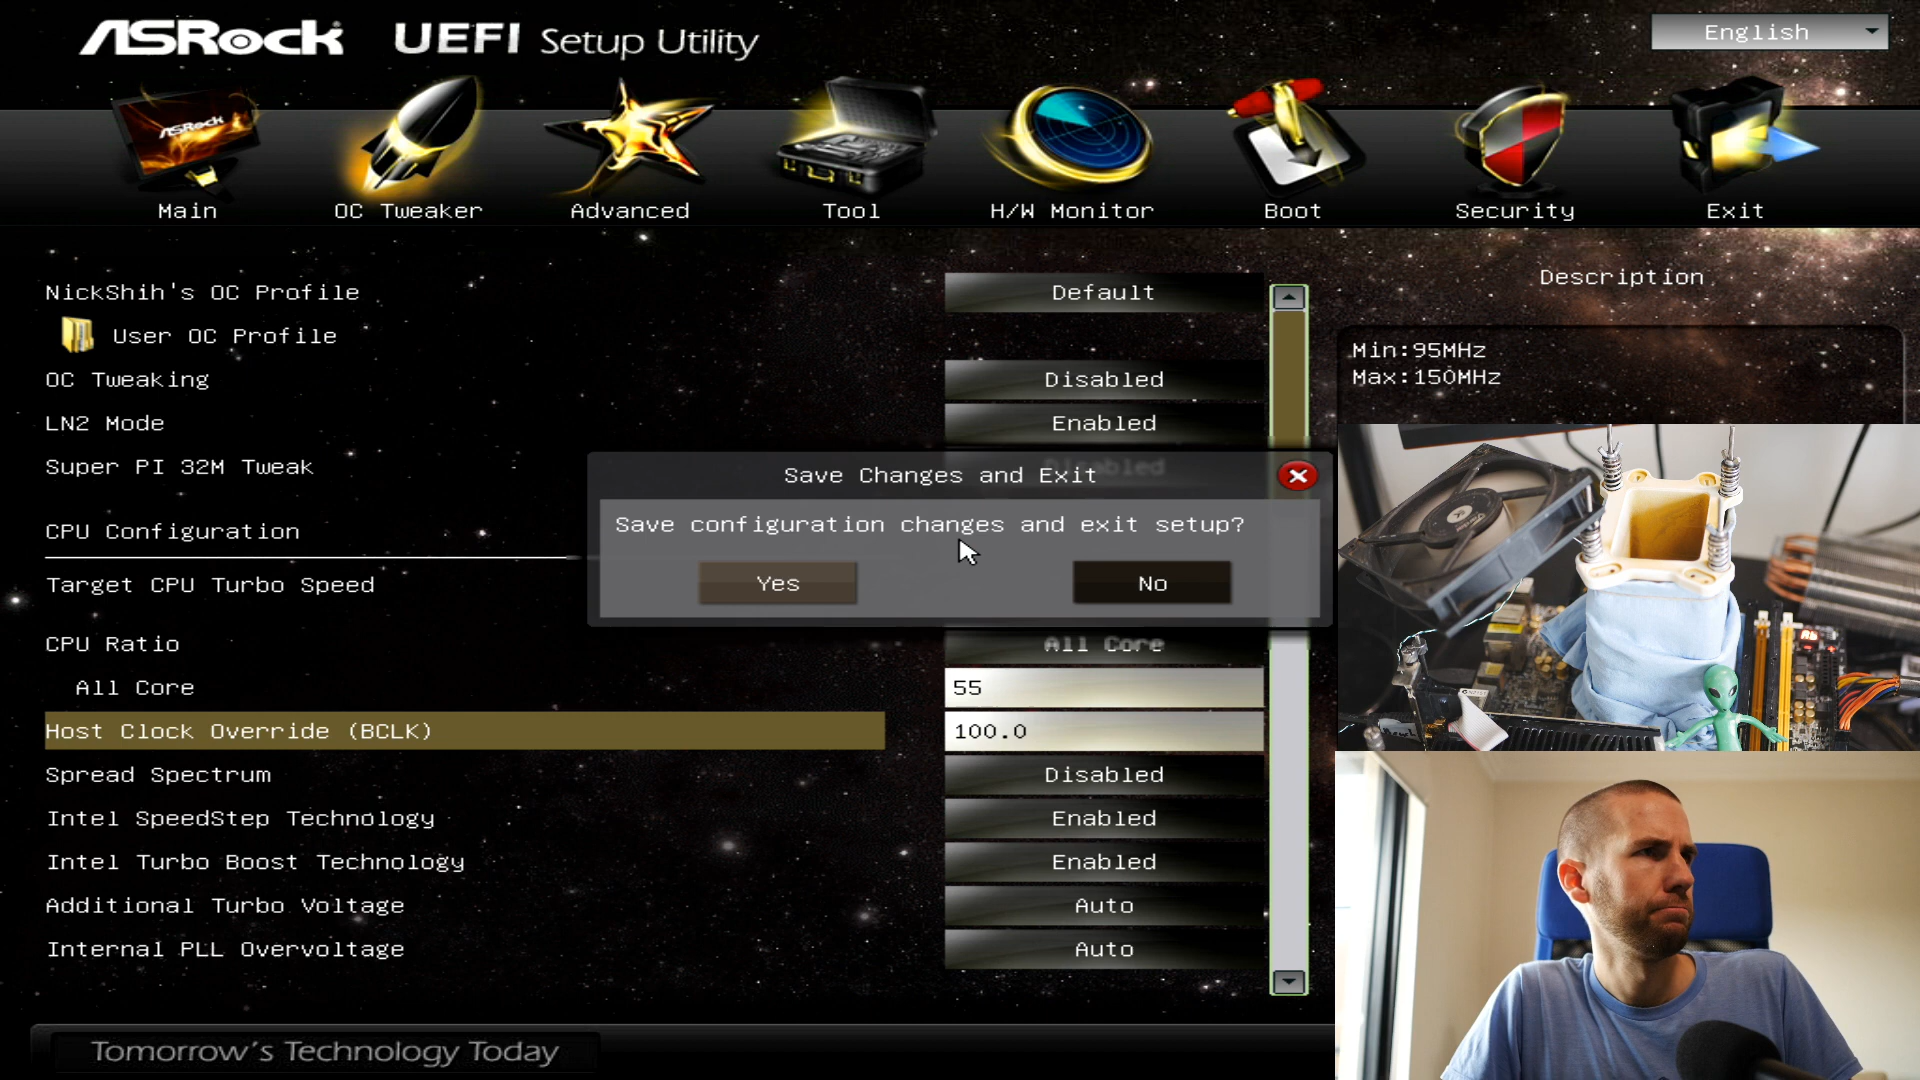 ASRock UEFI Setup Utility
English
ASRock
Main
OC Tweaker
Advanced
Tool
H/W Monitor
Boot
Security
Exit
NickShih's OC Profile
Default
User OC Profile
OC Tweaking
Disabled
LN2 Mode
Enabled
Super PI 32M Tweak
Disabled
CPU Configuration
Target CPU Turbo Speed
CPU Ratio
All Core
All Core
55
Host Clock Override (BCLK)
100.0
Spread Spectrum
Disabled
Intel SpeedStep Technology
Enabled
Intel Turbo Boost Technology
Enabled
Additional Turbo Voltage
Auto
Internal PLL Overvoltage
Auto
Save Changes and Exit
Save configuration changes and exit setup?
Yes
No
Description
Min:95MHz
Max:150MHz
Tomorrow's Technology Today